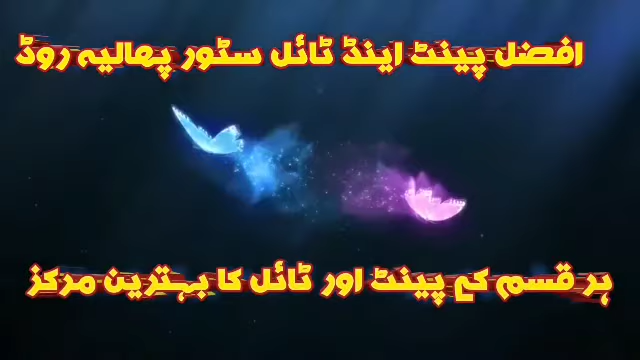 افضل پینٹ اینڈ ٹائل سٹور پھالیہ روڈ
ہر قسم کے پینٹ اور ٹائل کا بہترین مرکز